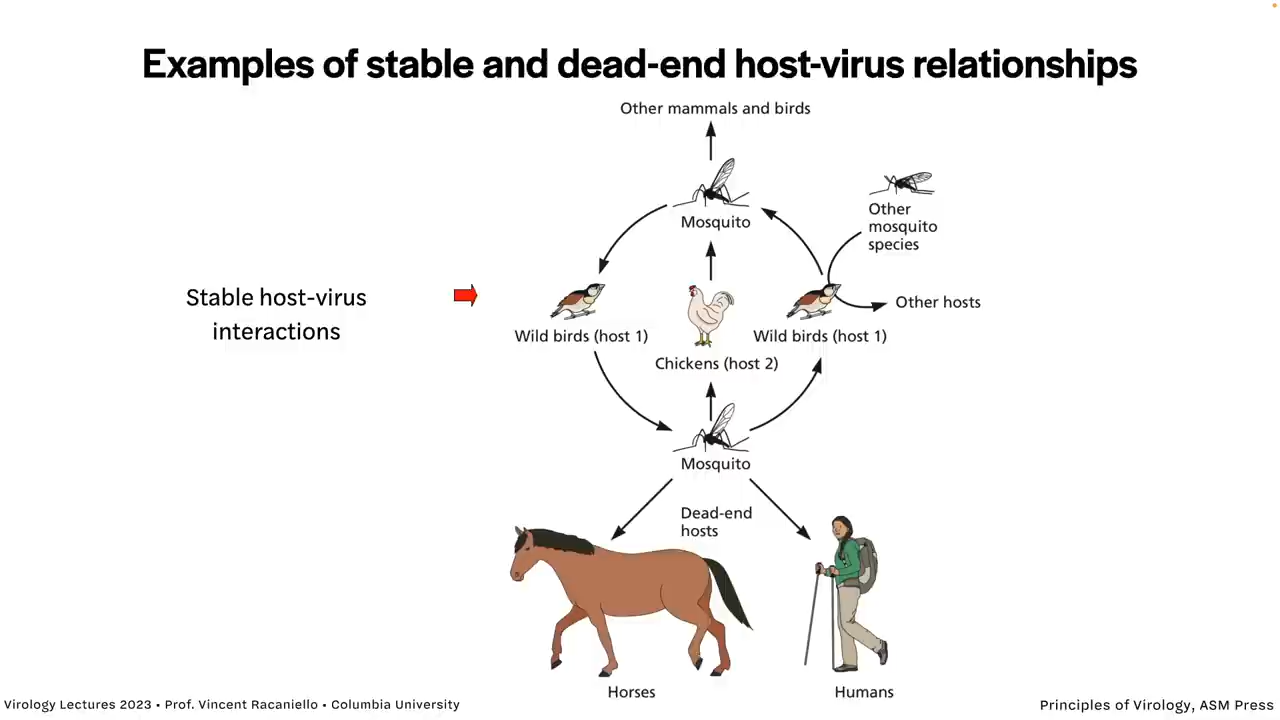 Examples of stable and dead-end host-virus relationships
Other mammals and birds
Mosquito
Other
mosquito
species
Stable host-virus
interactions
Other hosts
Wild birds (host 1)
Wild birds (host 1)
Chickens (host 2)
Mosquito
Dead-end
hosts
Horses
Humans
Virology Lectures 2023 • Prof. Vincent Racaniello • Columbia University
Principles of Virology, ASM Press